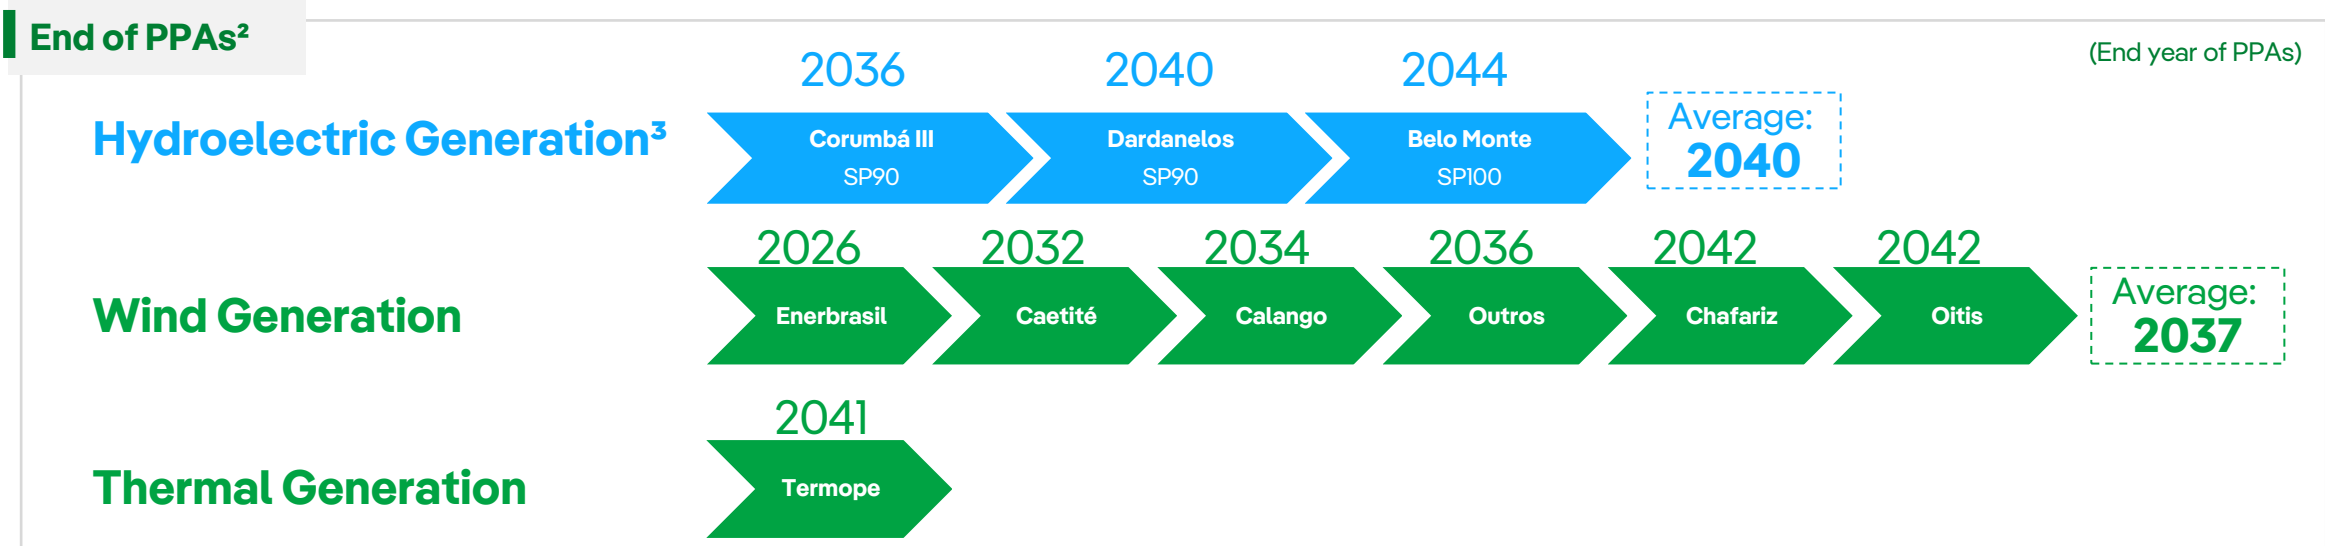 End of PPAs²
(End year of PPAs)
2036 2040 2044
Hydroelectric Generation³
Corumbá III Dardanelos Belo Monte
SP90 SP90 SP100
Average:
2040
2026 2032 2034 2036 2042 2042
Wind Generation
Enerbrasil Caetité Calango Outros Chafariz Oitis
Average:
2037
2041
Thermal Generation
Termope